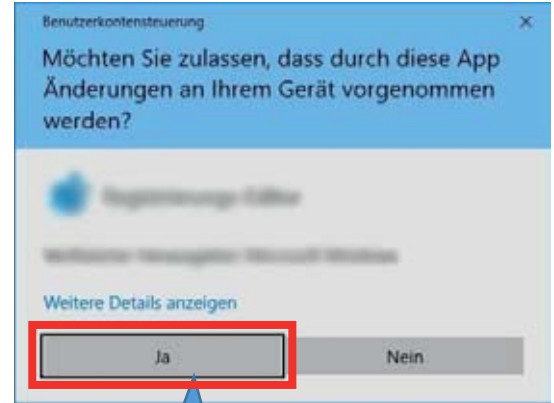 Benutzerkontensteuerung
Möchten Sie zulassen, dass durch diese App
Änderungen an Ihrem Gerät vorgenommen
werden?
Weitere Details anzeigen
Ja
Nein